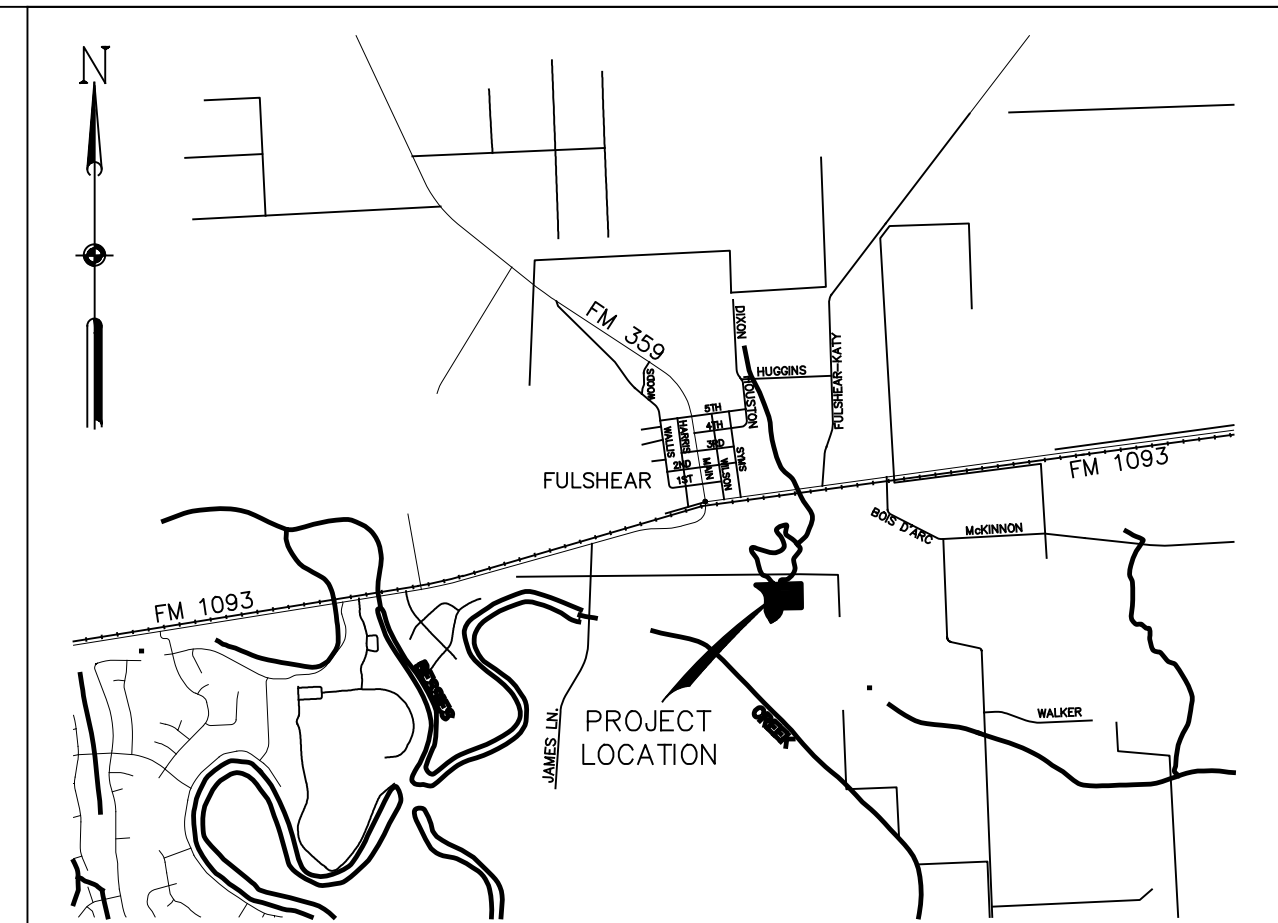 N
FM 359
DIXON
HUGGINS
FULSHEAR-KATY
WOODS
HOUSTON
5TH
4TH
3RD
2ND
1ST
WALLIS
HARRIS
MAIN
WILSON
SYMS
FULSHEAR
FM 1093
BOIS D'ARC
McKINNON
FM 1093
BESSIES
CREEK
JAMES LN.
PROJECT
LOCATION
WALKER